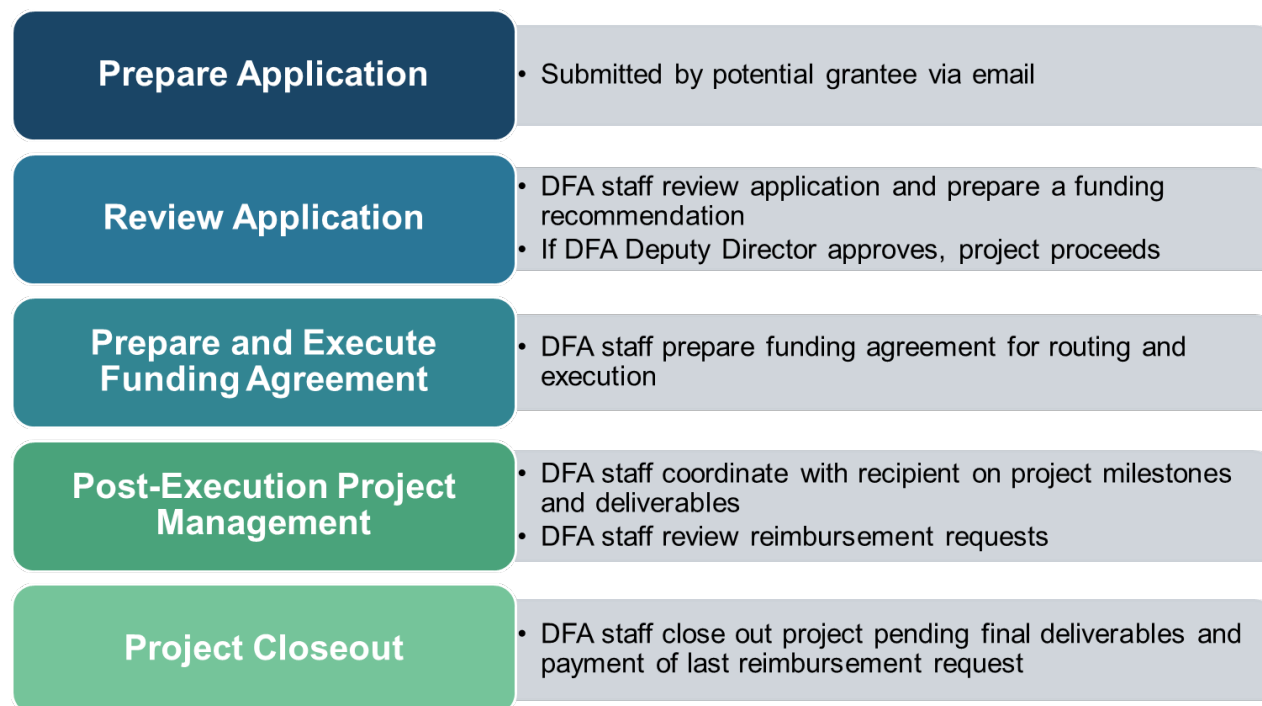 Prepare Application
• Submitted by potential grantee via email
Review Application
• DFA staff review application and prepare a funding
recommendation
• If DFA Deputy Director approves, project proceeds
Prepare and Execute
Funding Agreement
• DFA staff prepare funding agreement for routing and
execution
Post-Execution Project
Management
• DFA staff coordinate with recipient on project milestones
and deliverables
• DFA staff review reimbursement requests
Project Closeout
• DFA staff close out project pending final deliverables and
payment of last reimbursement request